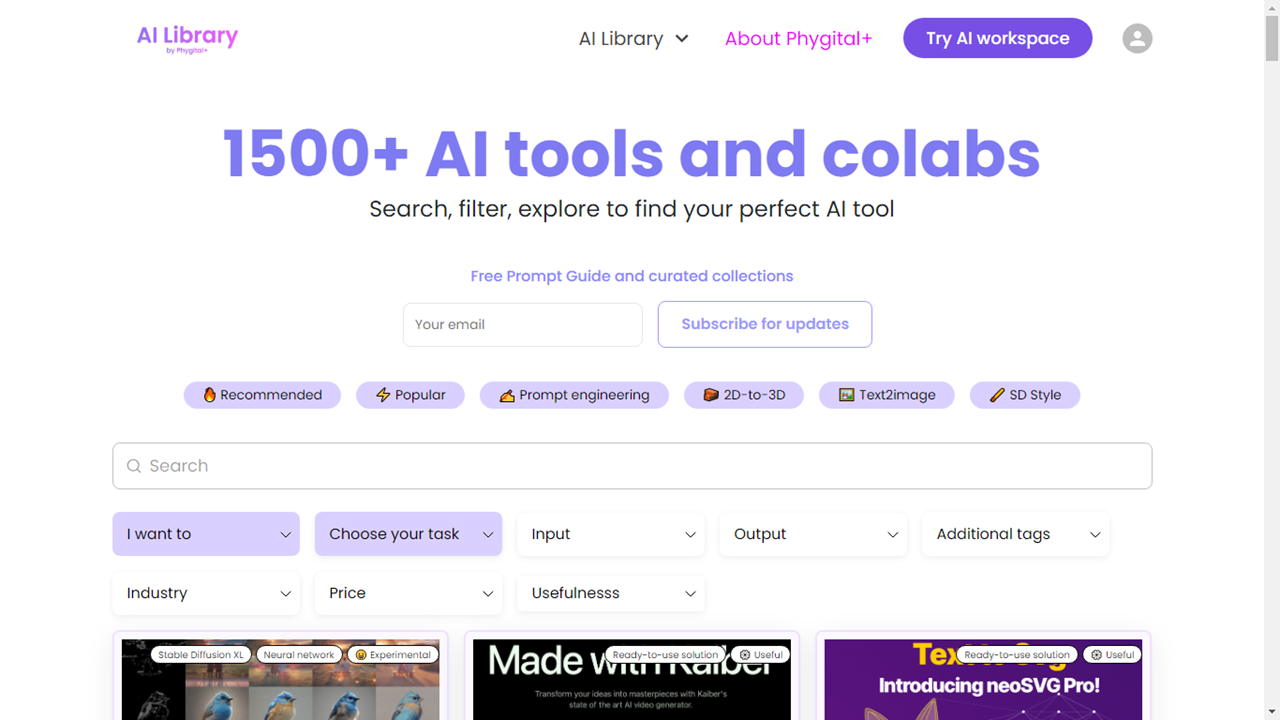 AI Library
by Phygital+
AI Library
About Phygital+
Try AI workspace
1500+ AI tools and colabs
Search, filter, explore to find your perfect AI tool
Free Prompt Guide and curated collections
Your email
Subscribe for updates
Recommended
Popular
Prompt engineering
2D-to-3D
Text2image
SD Style
Search
I want to
Choose your task
Input
Output
Additional tags
Industry
Price
Usefulnesss
Stable Diffusion XL
Neural network
Experimental
Made with Kaiber
Ready-to-use solution
Useful
Transform your ideas into masterpieces with Kaiber's
state of the art AI video generator.
Ready-to-use solution
Useful
Introducing neoSVG Pro!